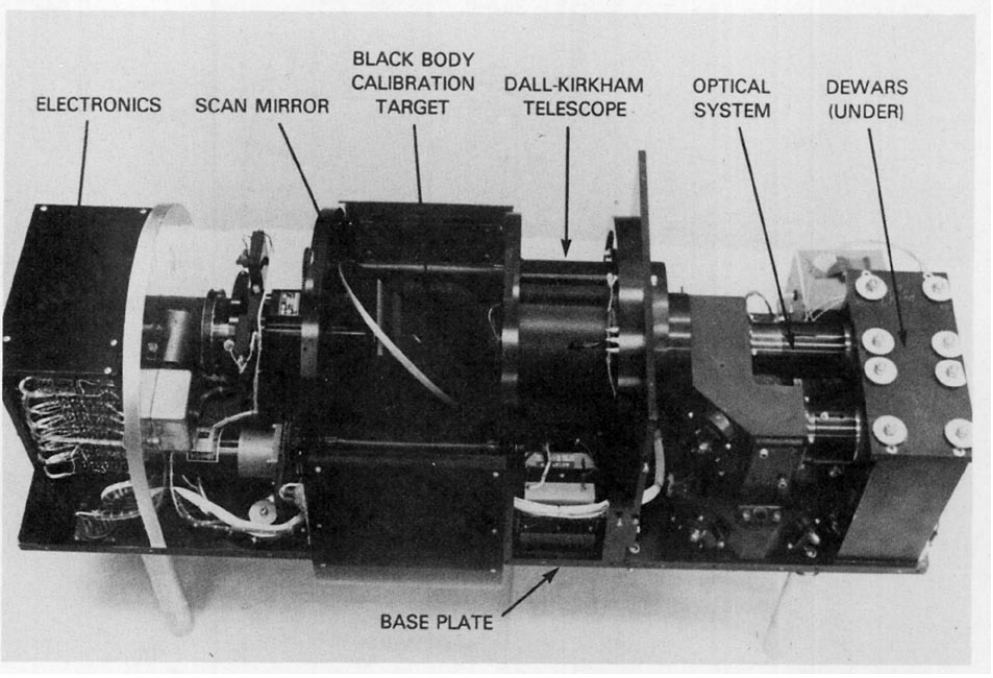 ELECTRONICS
SCAN MIRROR
BLACK BODY
CALIBRATION
TARGET
DALL-KIRKHAM
TELESCOPE
OPTICAL
SYSTEM
DEWARS
(UNDER)
BASE PLATE